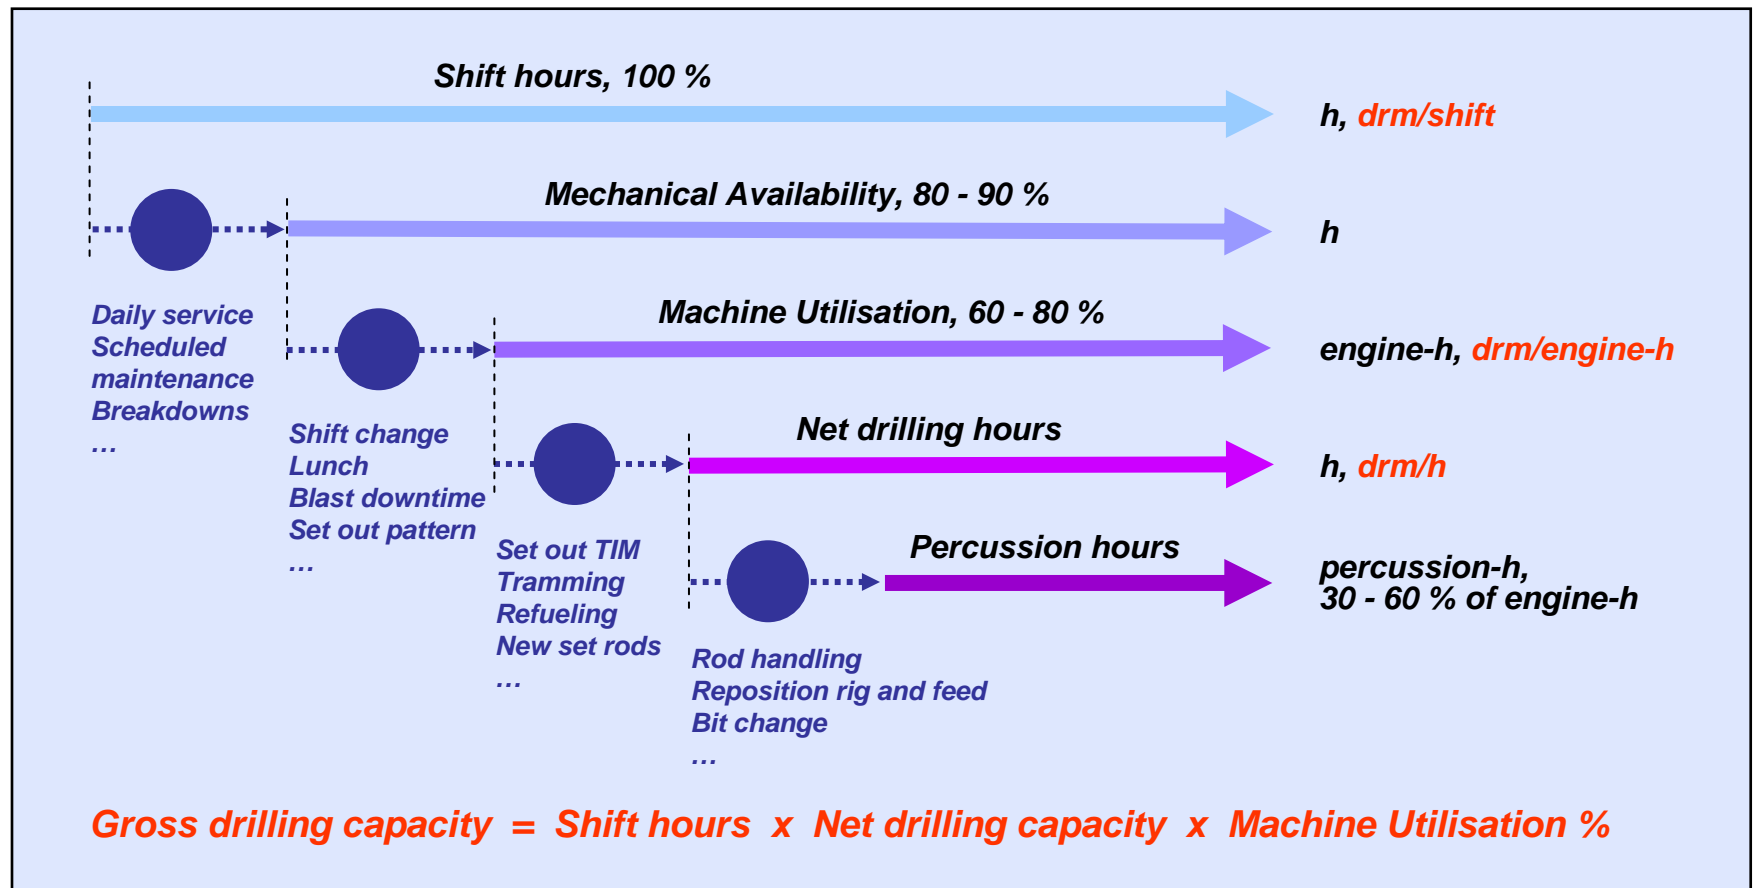 Shift hours, 100 %
h, drm/shift
Mechanical Availability, 80 - 90 %
h
Daily service
Scheduled
maintenance
Breakdowns
…
Machine Utilisation, 60 - 80 %
engine-h, drm/engine-h
Shift change
Lunch
Blast downtime
Set out pattern
…
Net drilling hours
h, drm/h
Set out TIM
Tramming
Refueling
New set rods
…
Percussion hours
percussion-h,
30 - 60 % of engine-h
Rod handling
Reposition rig and feed
Bit change
…
Gross drilling capacity = Shift hours x Net drilling capacity x Machine Utilisation %